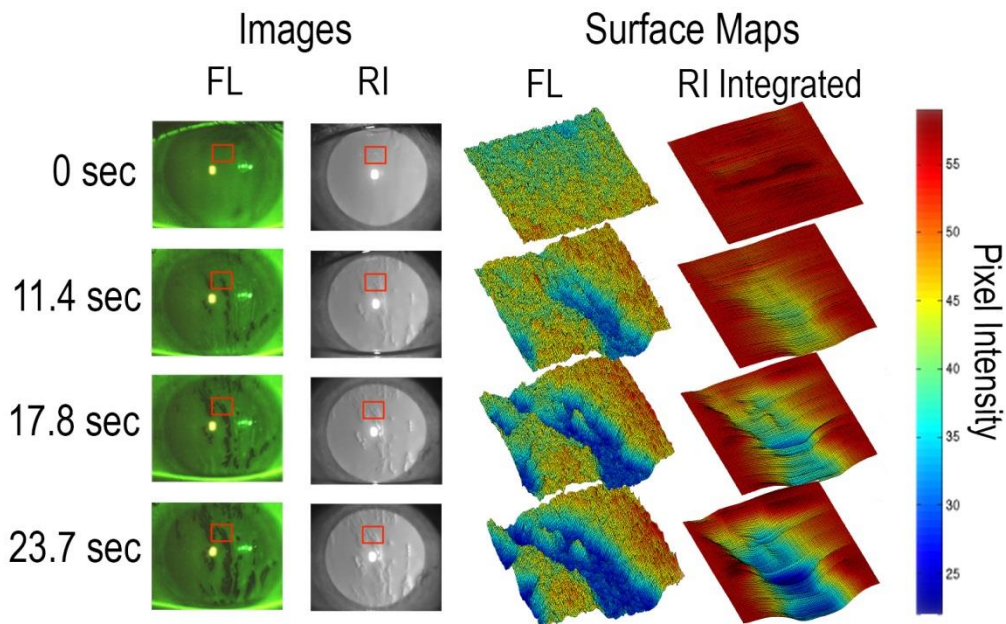 Images
Surface Maps
FL
RI
FL
RI Integrated
0 sec
11.4 sec
17.8 sec
23.7 sec
55
50
45
40
35
30
25
Pixel Intensity